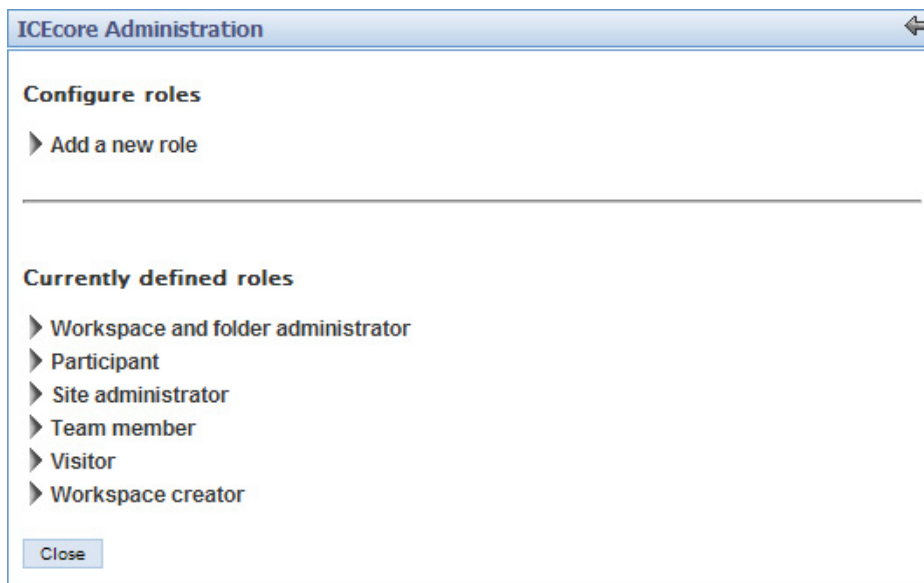 ICEcore Administration
Configure roles
Add a new role
Currently defined roles
Workspace and folder administrator
Participant
Site administrator
Team member
Visitor
Workspace creator
Close